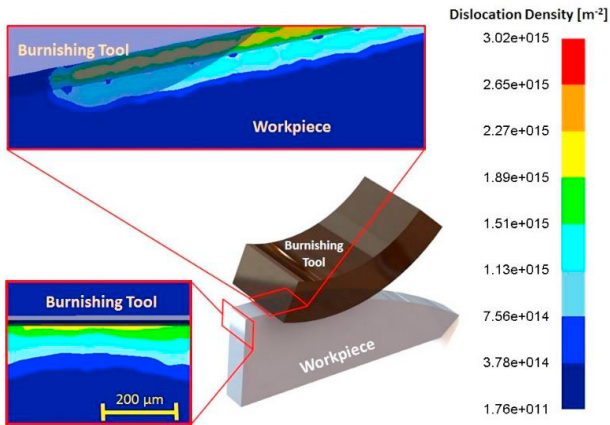 Dislocation Density [m⁻²]
Burnishing Tool
Workpiece
3.02e+015
2.65e+015
2.27e+015
1.89e+015
1.51e+015
1.13e+015
7.56e+014
3.78e+014
1.76e+011
Burnishing
Tool
Workpiece
Burnishing Tool
200 μm